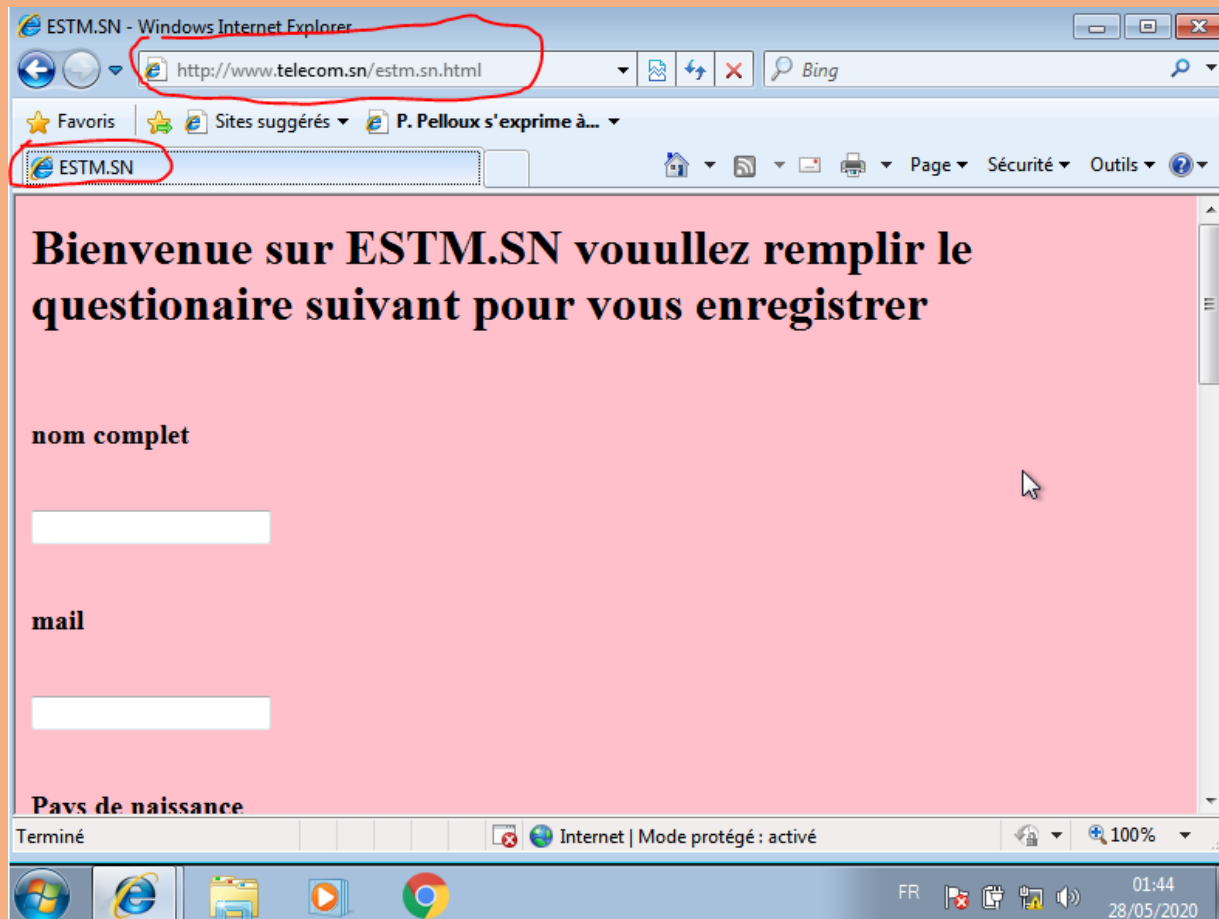 ESTM.SN - Windows Internet Explorer
http://www.telecom.sn/estm.sn.html
Bing
Favoris Sites suggérés P. Pelloux s'exprime à...
ESTM.SN
Page Sécurité Outils
Bienvenue sur ESTM.SN vouullez remplir le
questionaire suivant pour vous enregistrer
nom complet
mail
Pays de naissance
Terminé Internet | Mode protégé : activé 100%
FR 01:44
28/05/2020